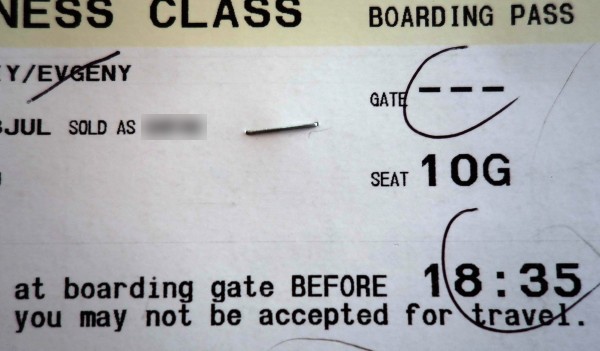 NESS CLASS BOARDING PASS
Y/EVGENY
GATE ---
JUL SOLD AS
SEAT 10G
at boarding gate BEFORE 18:35
you may not be accepted for travel.